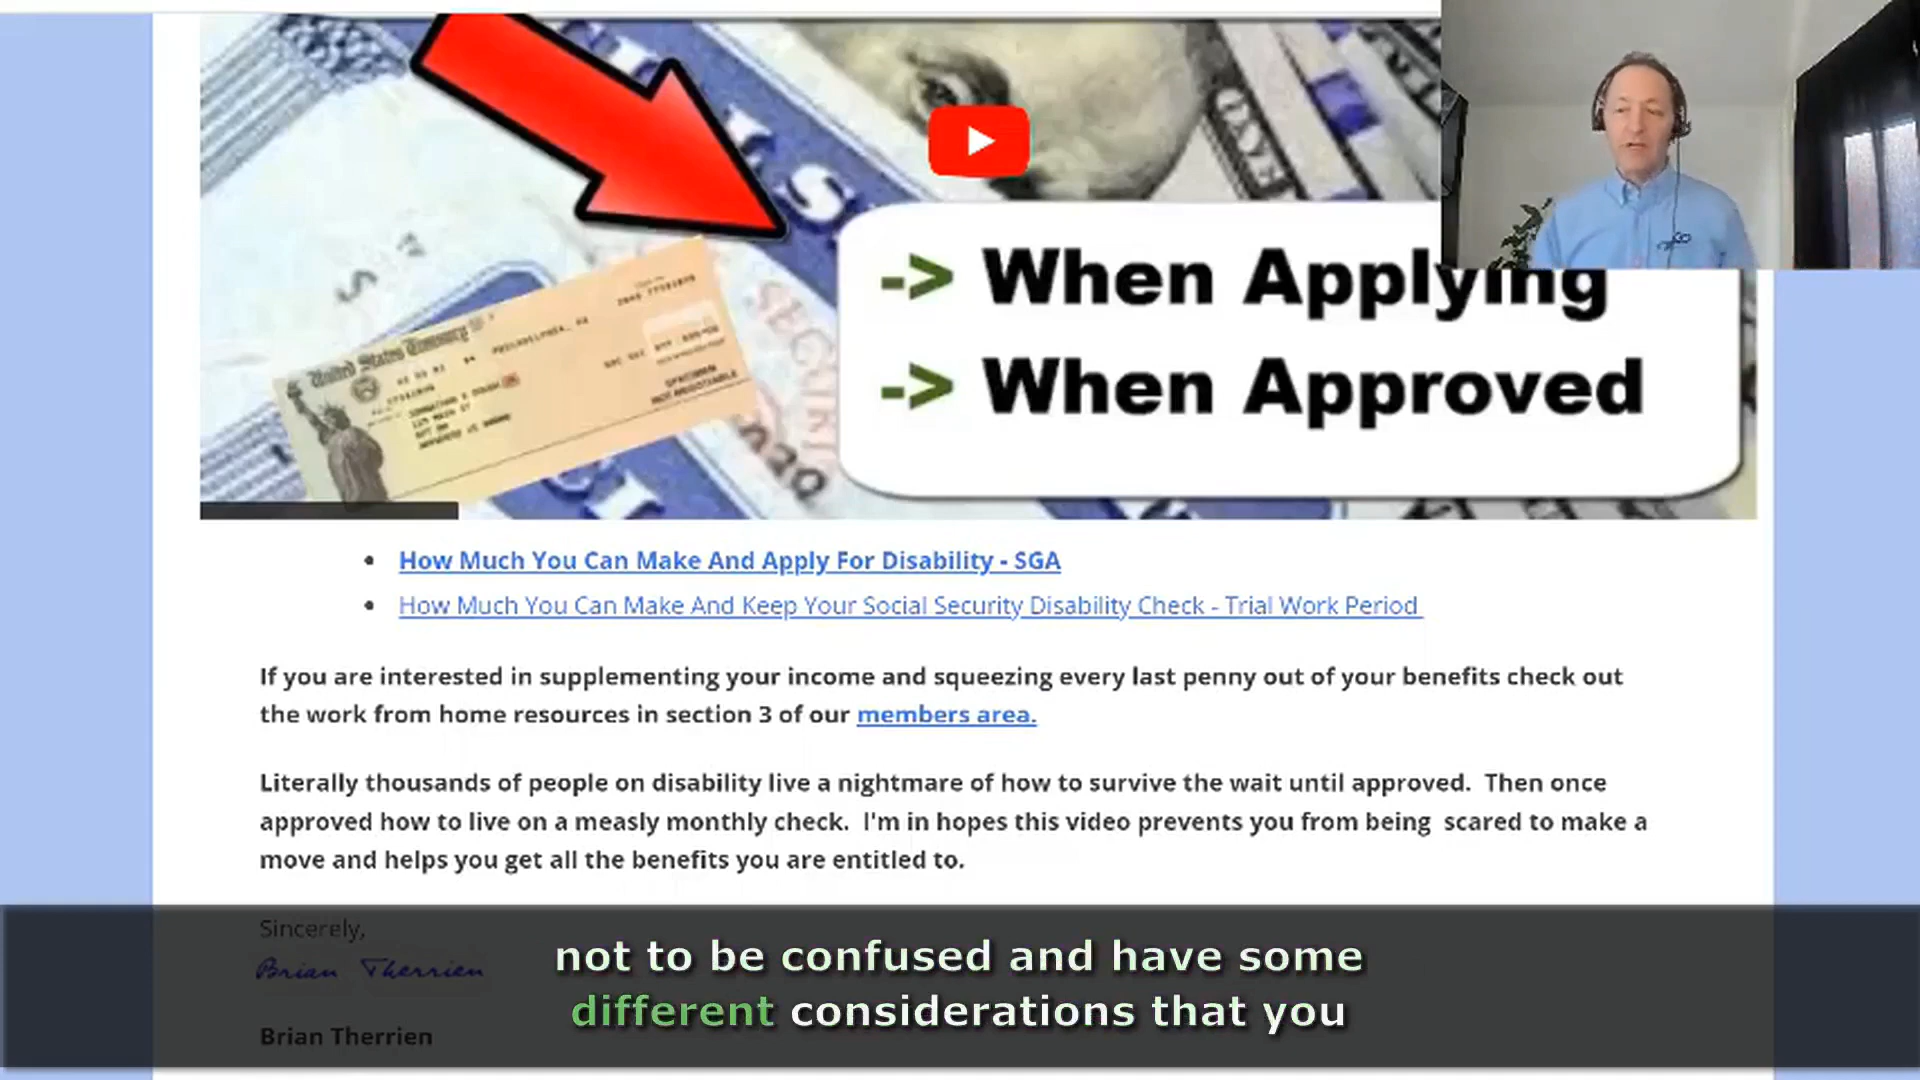 -> When Applying
-> When Approved
United States Treasury
PHILADELPHIA, PA
SPECIMEN
• How Much You Can Make And Apply For Disability - SGA
• How Much You Can Make And Keep Your Social Security Disability Check - Trial Work Period
If you are interested in supplementing your income and squeezing every last penny out of your benefits check out
the work from home resources in section 3 of our members area.
Literally thousands of people on disability live a nightmare of how to survive the wait until approved. Then once
approved how to live on a measly monthly check. I'm in hopes this video prevents you from being scared to make a
move and helps you get all the benefits you are entitled to.
Sincerely,
Brian Therrien
Brian Therrien
not to be confused and have some
different considerations that you